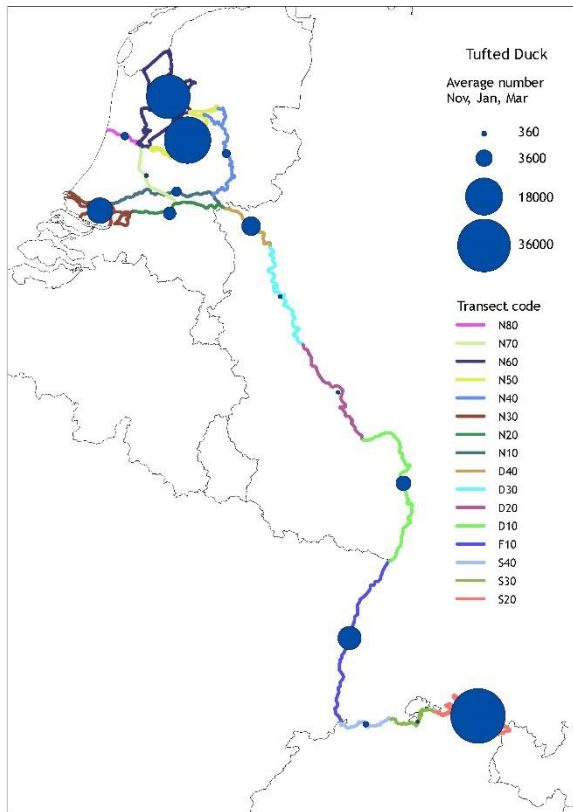 Tufted Duck
Average number
Nov, Jan, Mar
360
3600
18000
36000
Transect code
N80
N70
N60
N50
N40
N30
N20
N10
D40
D30
D20
D10
F10
S40
S30
S20